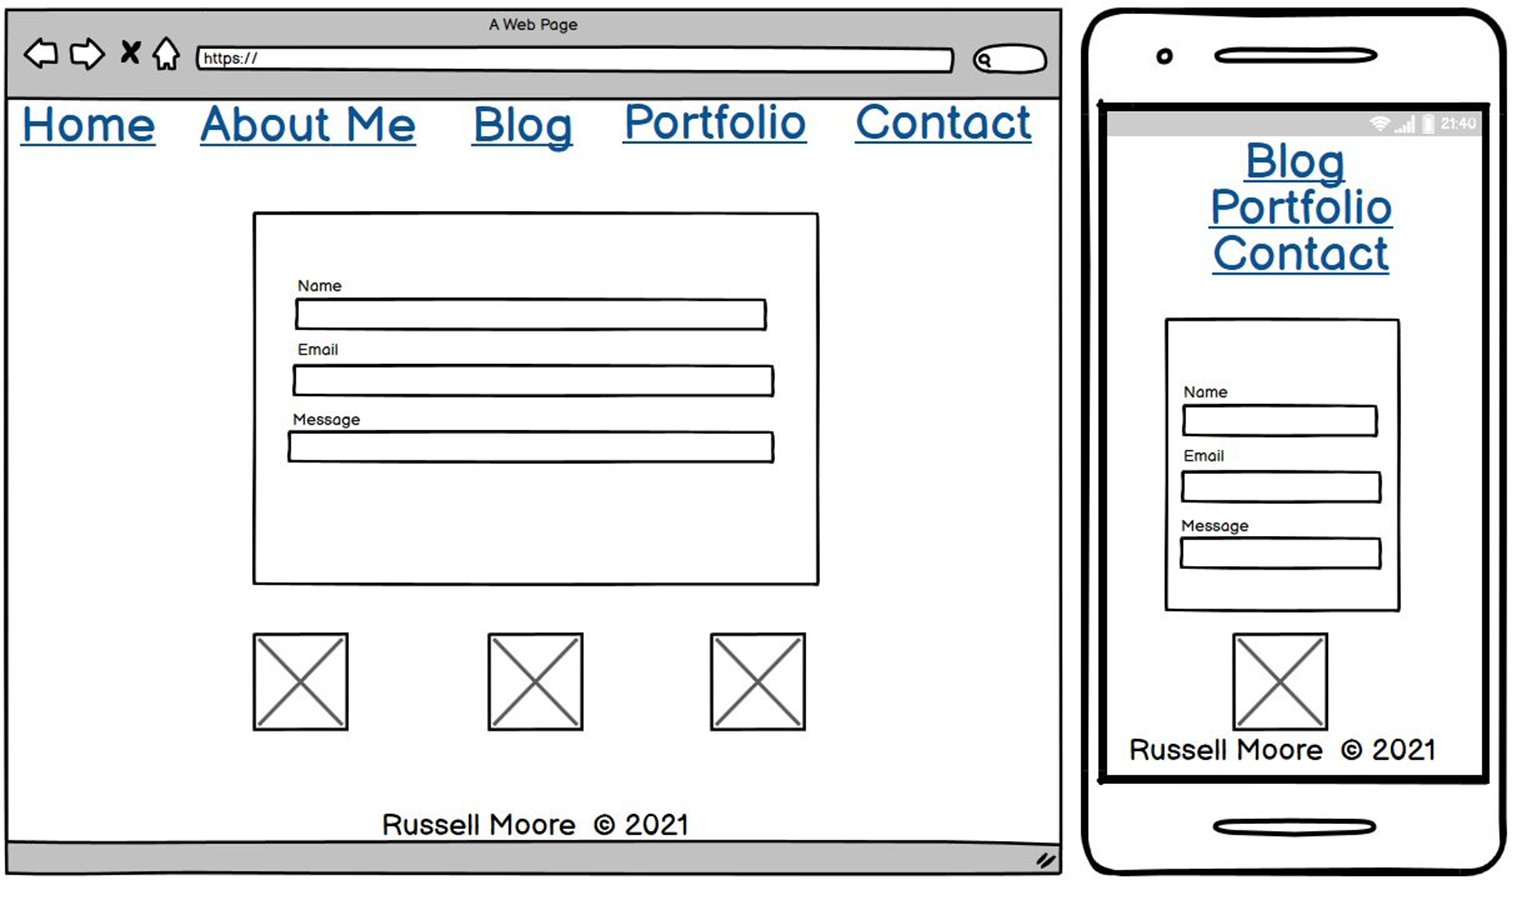 A Web Page
https://
Home About Me Blog Portfolio Contact
Name
Email
Message
Russell Moore © 2021
21:40
Blog
Portfolio
Contact
Name
Email
Message
Russell Moore © 2021